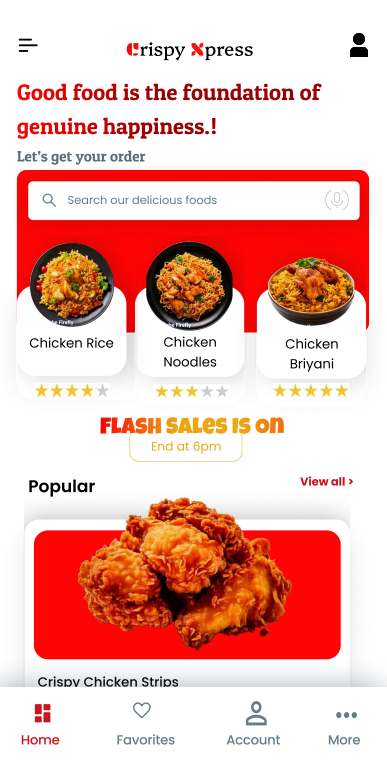 Crispy Xpress
Good food is the foundation of
genuine happiness.!
Let's get your order
Search our delicious foods
Chicken Rice
Chicken
Noodles
Chicken
Briyani
FLASH SALES IS ON
End at 6pm
Popular
View all >
Crispy Chicken Strips
Home
Favorites
Account
More